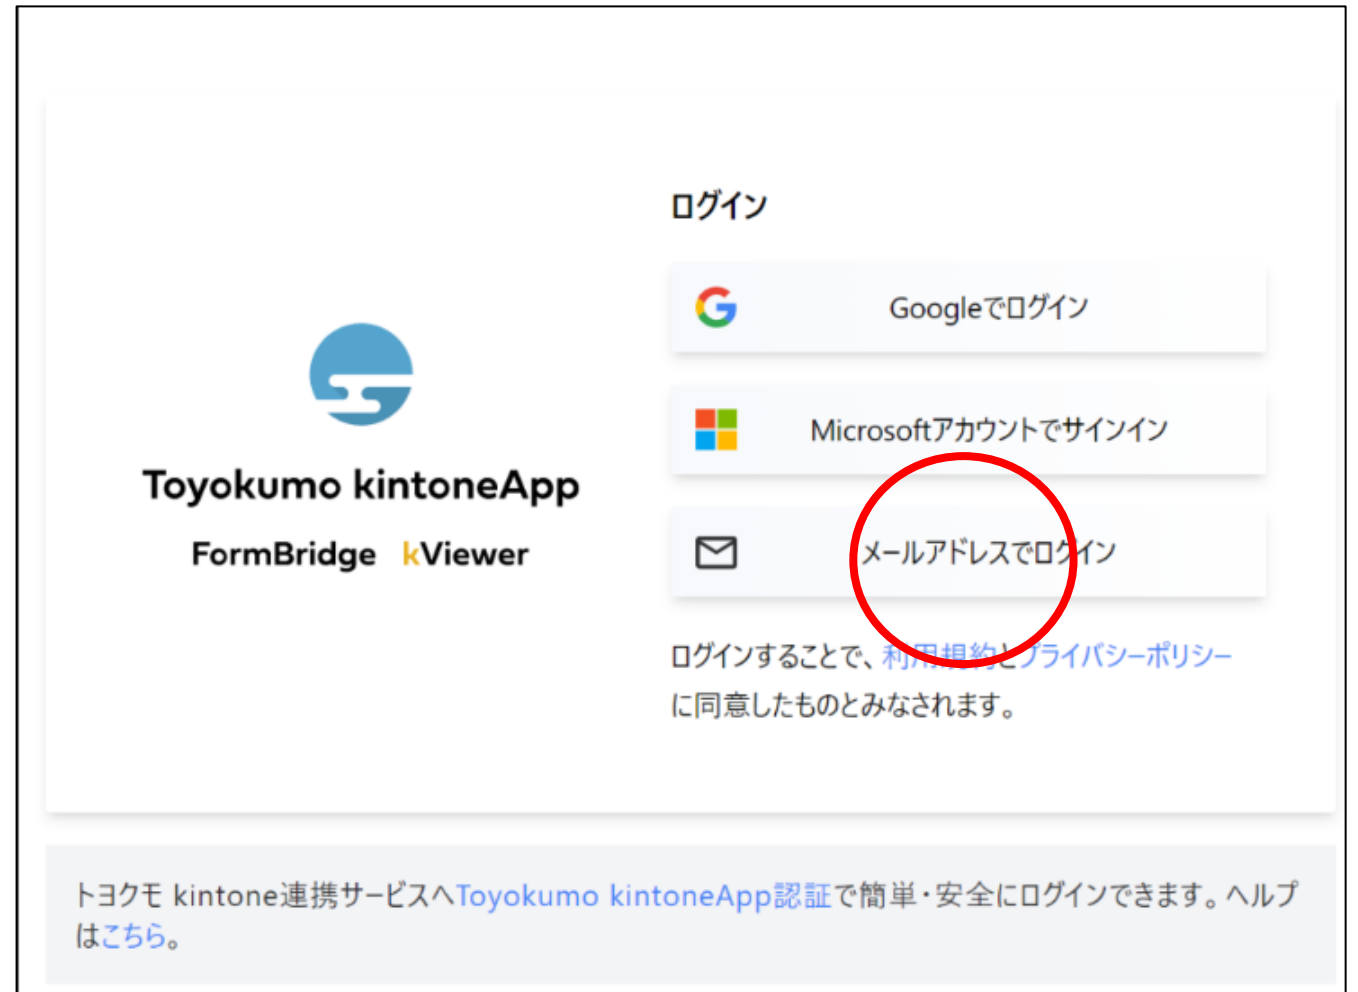 ログイン
Googleでログイン
Microsoftアカウントでサインイン
メールアドレスでログイン
Toyokumo kintoneApp
FormBridge kViewer
ログインすることで、利用規約とプライバシーポリシー
に同意したものとみなされます。
トヨクモ kintone連携サービスへToyokumo kintoneApp認証で簡単・安全にログインできます。ヘルプ
はこちら。